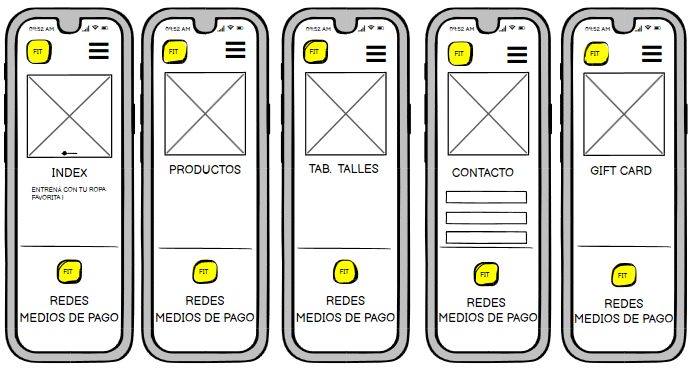 09:52 AM
FIT
INDEX
ENTRENÁ CON TU ROPA
FAVORITA !
FIT
REDES
MEDIOS DE PAGO
09:52 AM
FIT
PRODUCTOS
FIT
REDES
MEDIOS DE PAGO
09:52 AM
FIT
TAB. TALLES
FIT
REDES
MEDIOS DE PAGO
09:52 AM
FIT
CONTACTO
FIT
REDES
MEDIOS DE PAGO
09:52 AM
FIT
GIFT CARD
FIT
REDES
MEDIOS DE PAGO